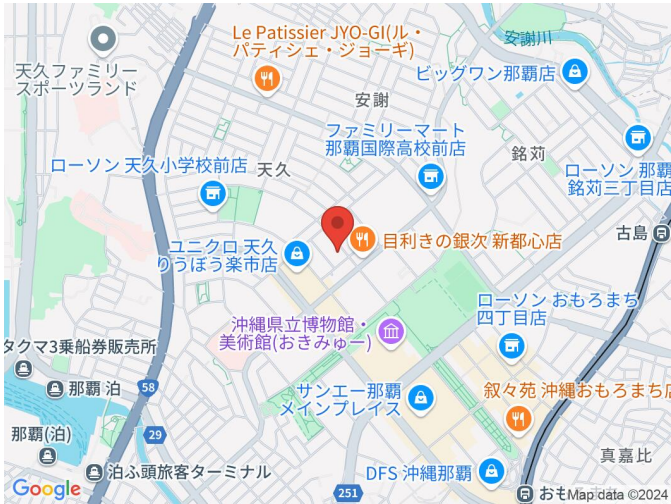 Le Patissier JYO-GI(ル・
パティシェ・ジョーギ)
安謝川
天久ファミリー
スポーツランド
ビッグワン那覇店
安謝
ファミリーマート
那覇国際高校前店
銘苅
ローソン 天久小学校前店
天久
ローソン 那覇
銘苅三丁目店
古島
ユニクロ 天久
りうぼう楽市店
目利きの銀次 新都心店
沖縄県立博物館・
美術館(おきみゅー)
ローソン おもろまち
四丁目店
タクマ3乗船券販売所
那覇 泊
58
サンエー那覇
メインプレイス
叙々苑 沖縄おもろまち店
29
那覇(泊)
真嘉比
泊ふ頭旅客ターミナル
DFS 沖縄那覇
Google
251
おも
Map data ©2024